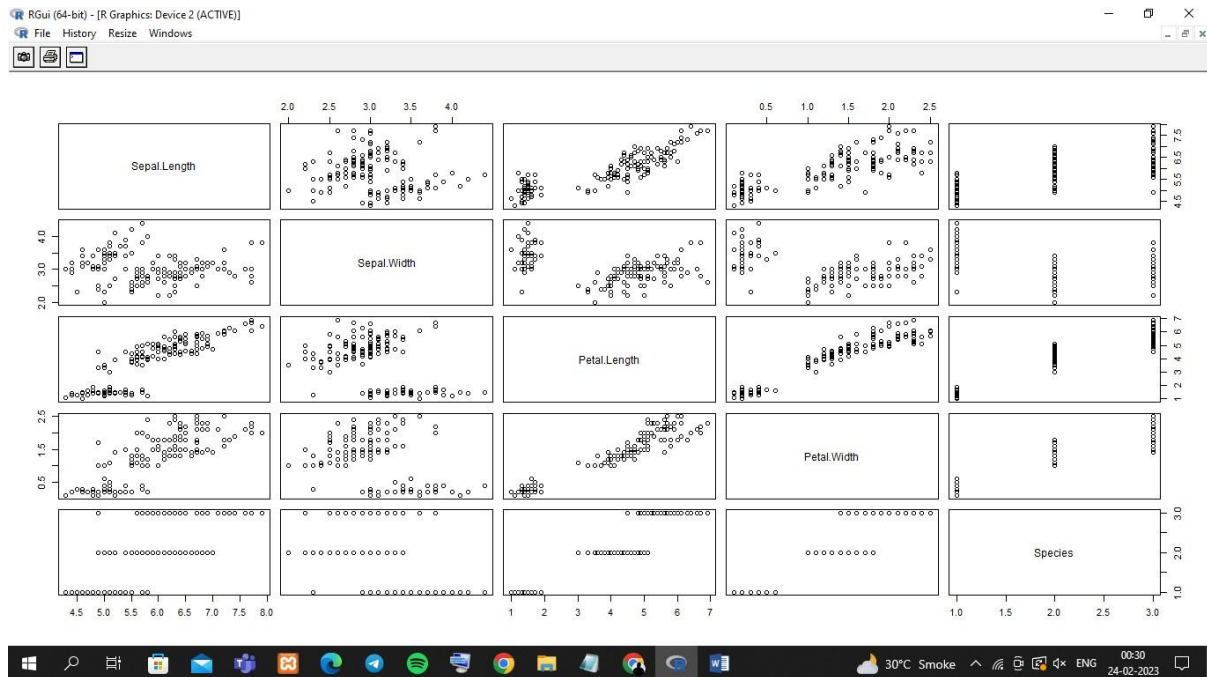 RGui (64-bit) - [R Graphics: Device 2 (ACTIVE)]
File History Resize Windows
2.0 2.5 3.0 3.5 4.0
0.5 1.0 1.5 2.0 2.5
Sepal.Length
4.5 5.5 6.5 7.5
2.0 3.0 4.0
Sepal.Width
Petal.Length
1 2 3 4 5 6 7
0.5 1.5 2.5
Petal.Width
Species
1.0 2.0 3.0
4.5 5.0 5.5 6.0 6.5 7.0 7.5 8.0
1 2 3 4 5 6 7
1.0 1.5 2.0 2.5 3.0
30°C Smoke
ENG
00:30
24-02-2023